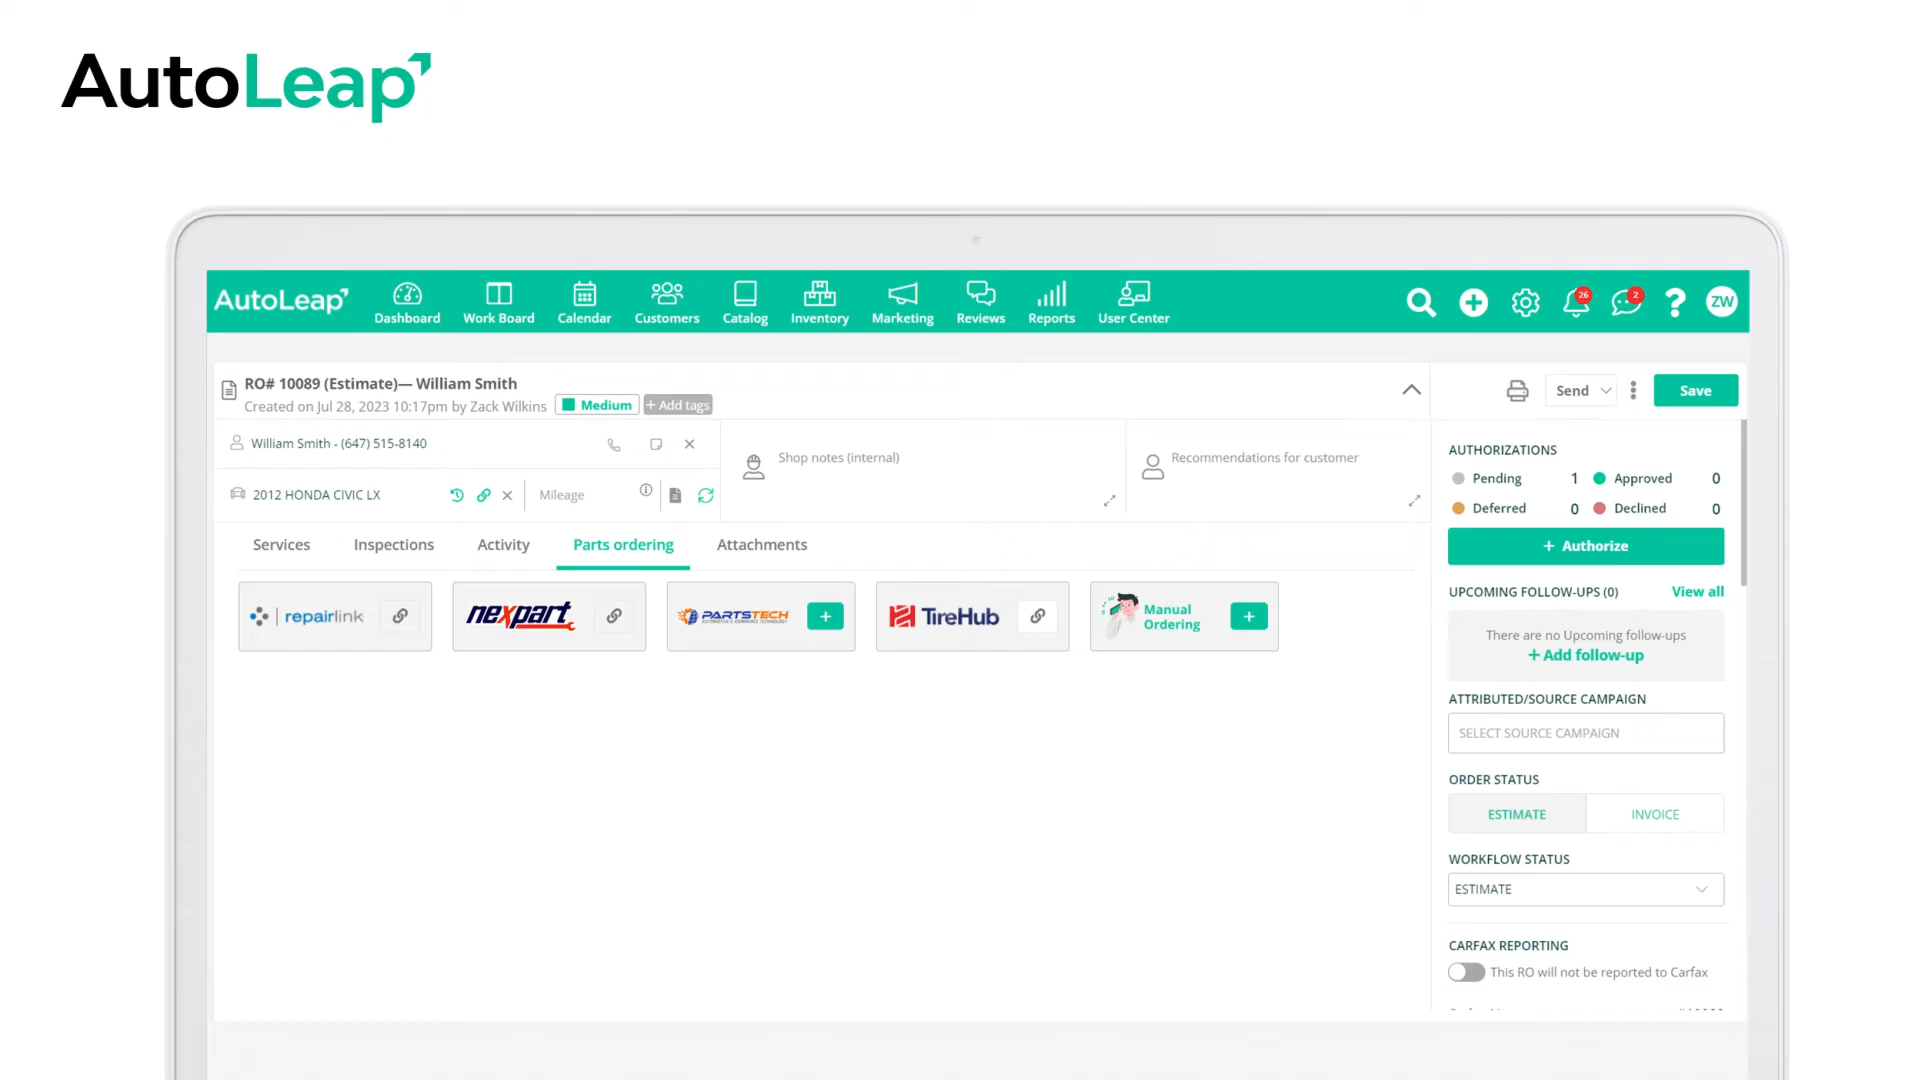 AutoLeap
AutoLeap
Dashboard
Work Board
Calendar
Customers
Catalog
Inventory
Marketing
Reviews
Reports
User Center
26
2
?
ZW
RO# 10089 (Estimate)— William Smith
Created on Jul 28, 2023 10:17pm by Zack Wilkins
Medium
+ Add tags
Send
Save
William Smith - (647) 515-8140
Shop notes (internal)
Recommendations for customer
2012 HONDA CIVIC LX
Mileage
Services
Inspections
Activity
Parts ordering
Attachments
repairlink
nexpart
PARTSTECH
TireHub
Manual
Ordering
AUTHORIZATIONS
Pending 1
Approved 0
Deferred 0
Declined 0
+ Authorize
UPCOMING FOLLOW-UPS (0)
View all
There are no Upcoming follow-ups
+ Add follow-up
ATTRIBUTED/SOURCE CAMPAIGN
SELECT SOURCE CAMPAIGN
ORDER STATUS
ESTIMATE
INVOICE
WORKFLOW STATUS
ESTIMATE
CARFAX REPORTING
This RO will not be reported to Carfax